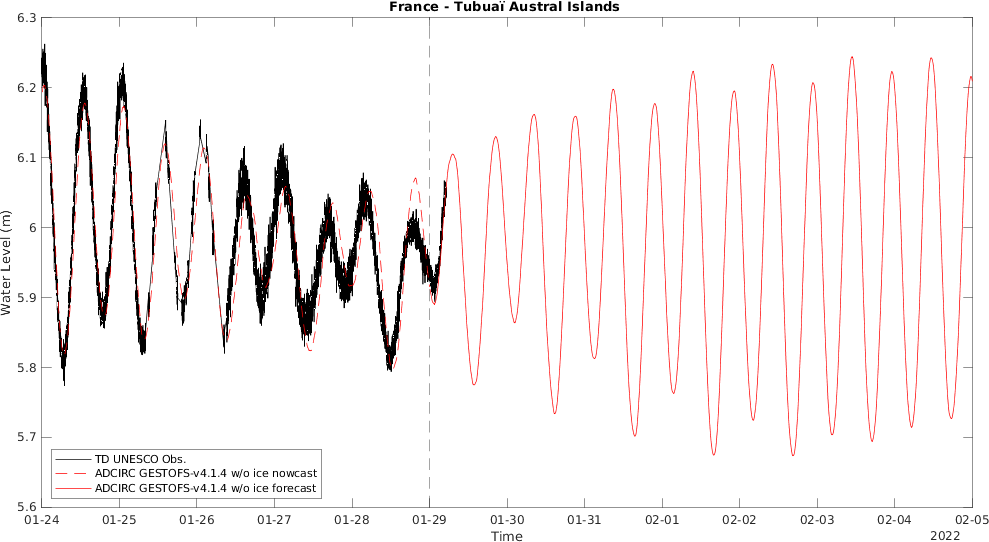 France - Tubuaï Austral Islands
6.3
6.2
6.1
6
5.9
5.8
5.7
5.6
Water Level (m)
TD UNESCO Obs.
ADCIRC GESTOFS-v4.1.4 w/o ice nowcast
ADCIRC GESTOFS-v4.1.4 w/o ice forecast
01-24 01-25 01-26 01-27 01-28 01-29 01-30 01-31 02-01 02-02 02-03 02-04 02-05
Time
2022